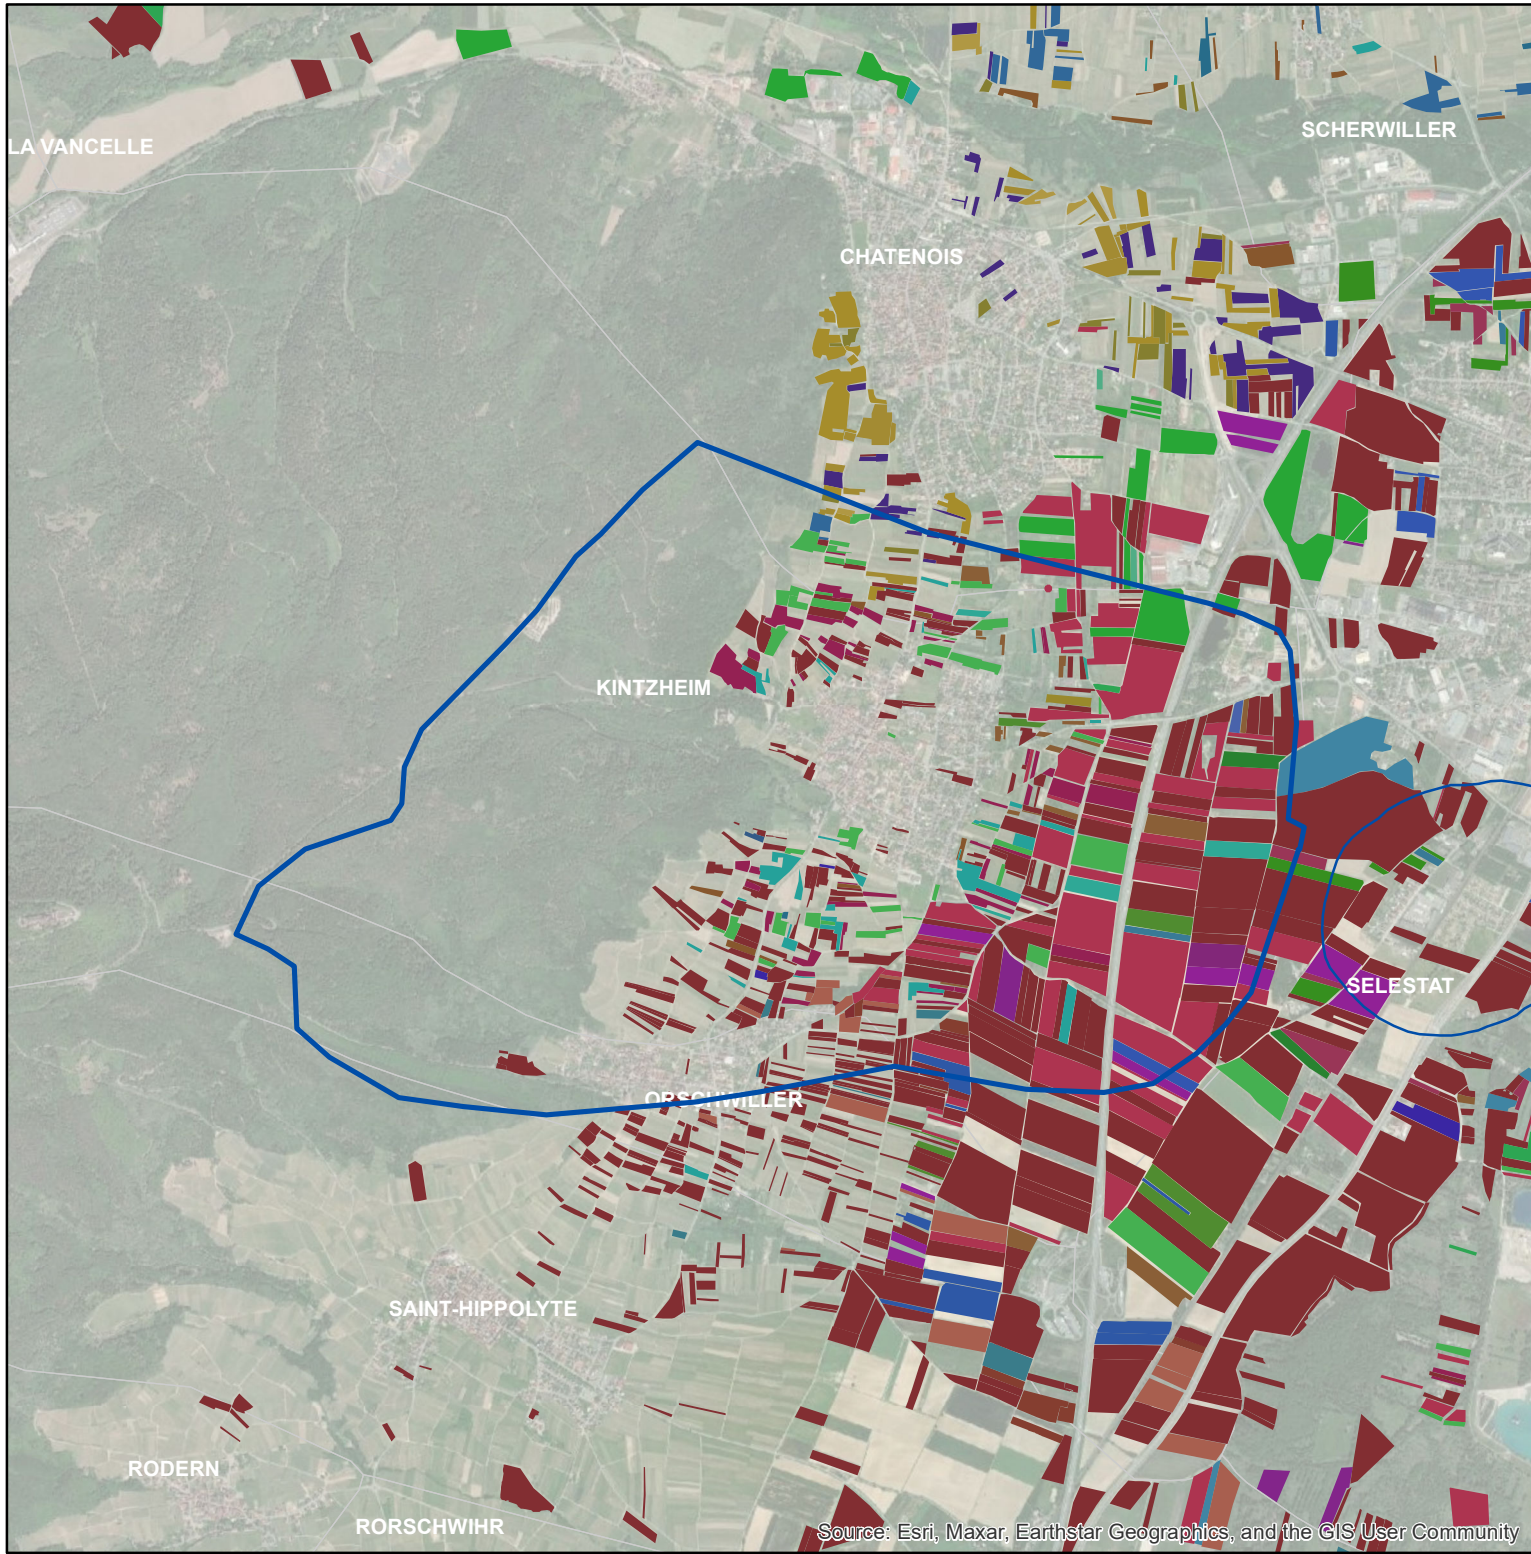 SCHERWILLER
LA VANCELLE
CHATENOIS
KINTZHEIM
SELESTAT
ORSCHWILLER
SAINT-HIPPOLYTE
RODERN
RORSCHWIHR
Source: Esri, Maxar, Earthstar Geographics, and the GIS User Community